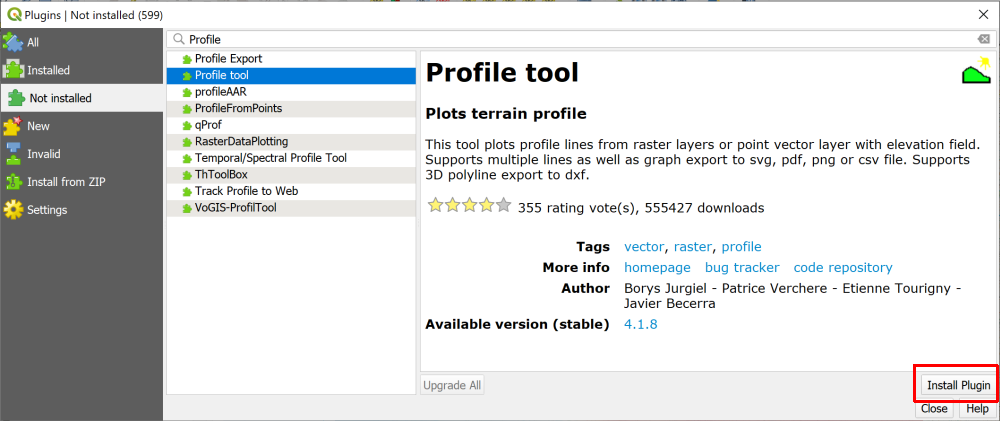 Plugins | Not installed (599)
All
Installed
Not installed
New
Invalid
Install from ZIP
Settings
Profile
Profile Export
Profile tool
profileAAR
ProfileFromPoints
qProf
RasterDataPlotting
Temporal/Spectral Profile Tool
ThToolBox
Track Profile to Web
VoGIS-ProfilTool
Profile tool
Plots terrain profile
This tool plots profile lines from raster layers or point vector layer with elevation field.
Supports multiple lines as well as graph export to svg, pdf, png or csv file. Supports
3D polyline export to dxf.
355 rating vote(s), 555427 downloads
Tags vector, raster, profile
More info homepage bug tracker code repository
Author Borys Jurgiel - Patrice Verchere - Etienne Tourigny -
Javier Becerra
Available version (stable) 4.1.8
Upgrade All Install Plugin
Close Help